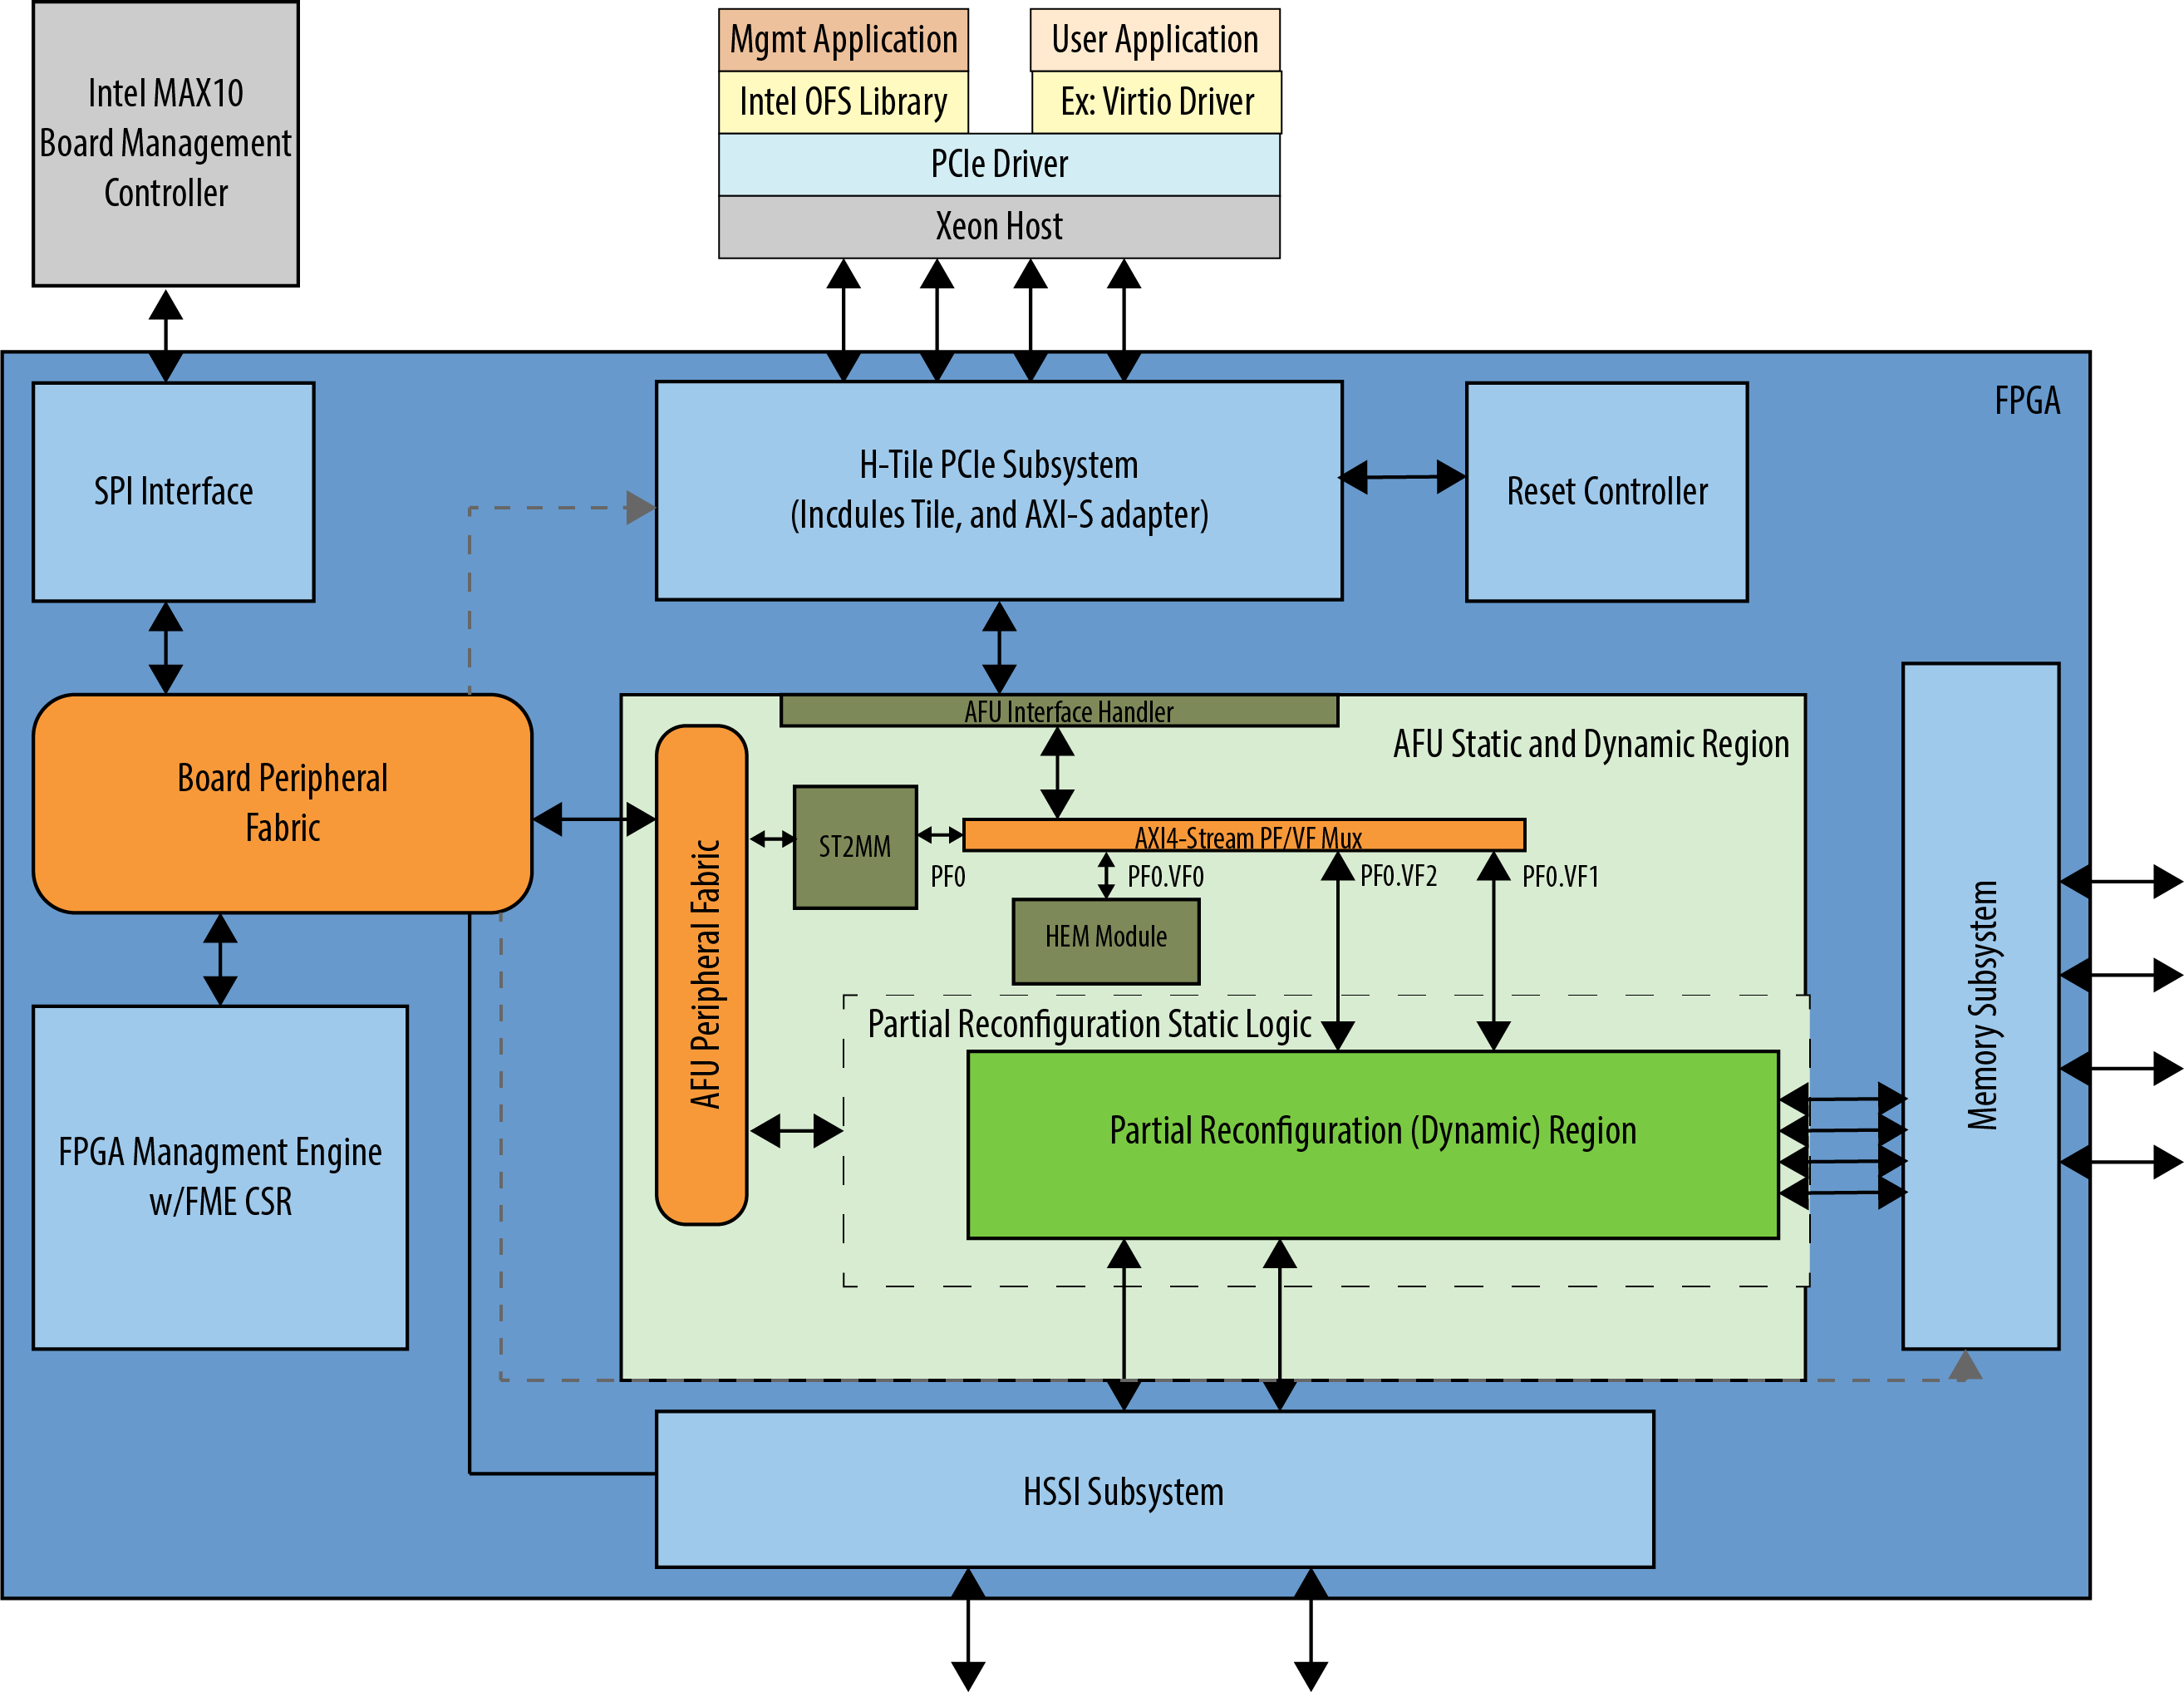 Intel MAX10
Board Management
Controller
Mgmt Application
User Application
Intel OFS Library
Ex: Virtio Driver
PCIe Driver
Xeon Host
FPGA
SPI Interface
H-Tile PCIe Subsystem
(Incdules Tile, and AXI-S adapter)
Reset Controller
Board Peripheral
Fabric
AFU Interface Handler
AFU Static and Dynamic Region
AFU Peripheral Fabric
ST2MM
AXI4-Stream PF/VF Mux
PF0
PF0.VF0
PF0.VF2
PF0.VF1
HEM Module
Memory Subsystem
Partial Reconfiguration Static Logic
Partial Reconfiguration (Dynamic) Region
FPGA Managment Engine
w/FME CSR
HSSI Subsystem